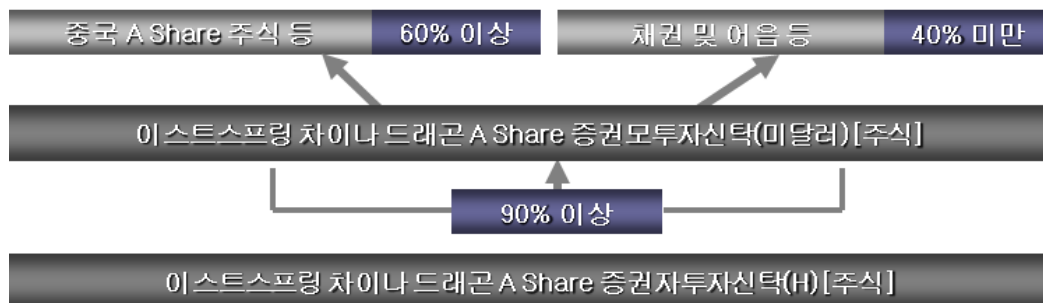 중국 A Share 주식 등 60% 이상 채권 및 어음 등 40% 미만
이스트스프링 차이나 드래곤 A Share 증권모투자신탁(미달러)[주식]
90% 이상
이스트스프링 차이나 드래곤 A Share 증권자투자신탁(H)[주식]